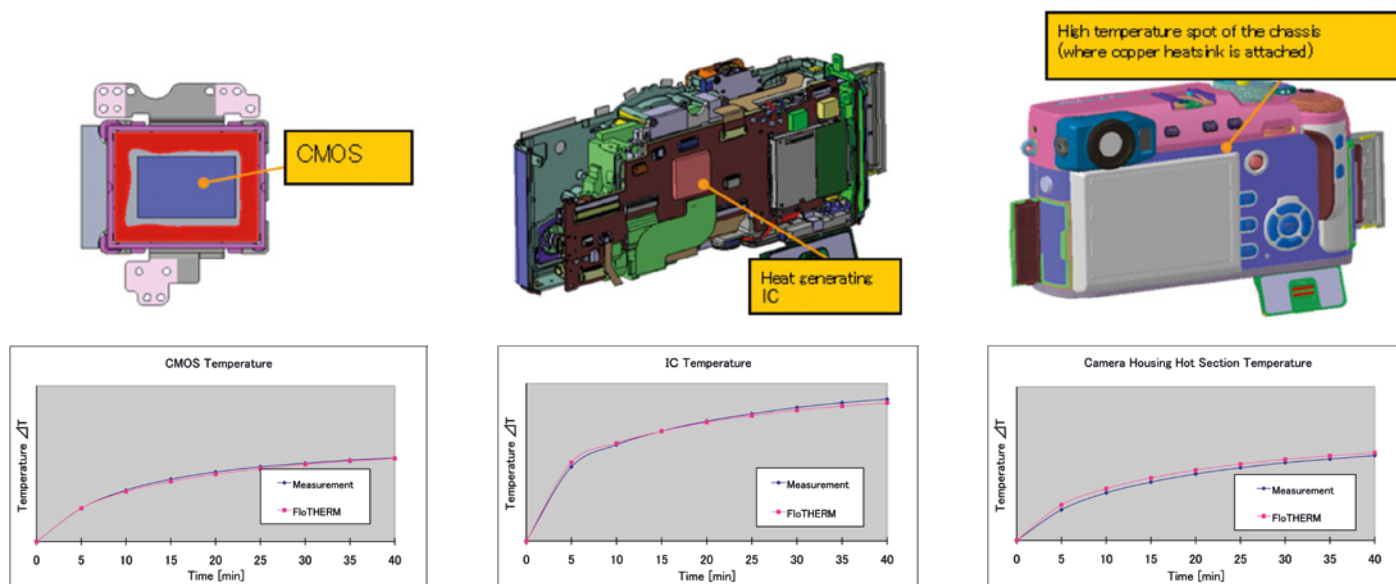 CMOS
Heat generating
IC
High temperature spot of the chassis
(where copper heatsink is attached)
CMOS Temperature
Temperature ⊿T
Measurement
FloTHERM
0 5 10 15 20 25 30 35 40
Time [min]
IC Temperature
Temperature ⊿T
Measurement
FloTHERM
0 5 10 15 20 25 30 35 40
Time [min]
Camera Housing Hot Section Temperature
Temperature ⊿T
Measurement
FloTHERM
0 5 10 15 20 25 30 35 40
Time [min]